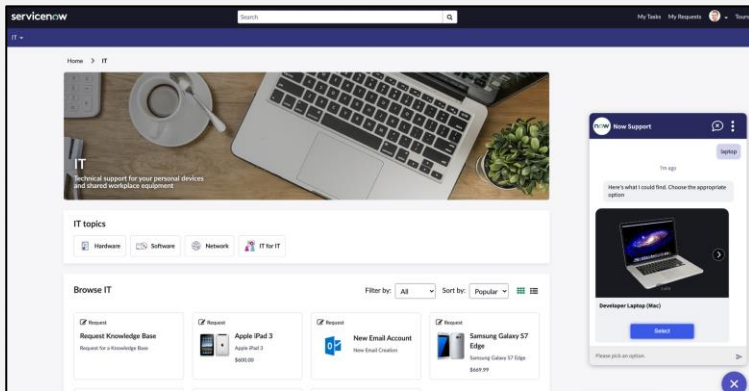 servicenow
Search
My Tasks My Requests Tours
IT
Home > IT
IT
Technical support for your personal devices
and shared workplace equipment
IT topics
Hardware
Software
Network
IT for IT
Browse IT
Filter by: All
Sort by: Popular
Request
Request Knowledge Base
Request for a Knowledge Base
Request
Apple iPad 3
Apple iPad 3
$600.00
Request
New Email Account
New Email Creation
Request
Samsung Galaxy S7
Edge
Samsung Galaxy S7 Edge
$669.99
now
Now Support
laptop
7m ago
Here's what I could find. Choose the appropriate
option
Developer Laptop (Mac)
Select
Please pick an option.